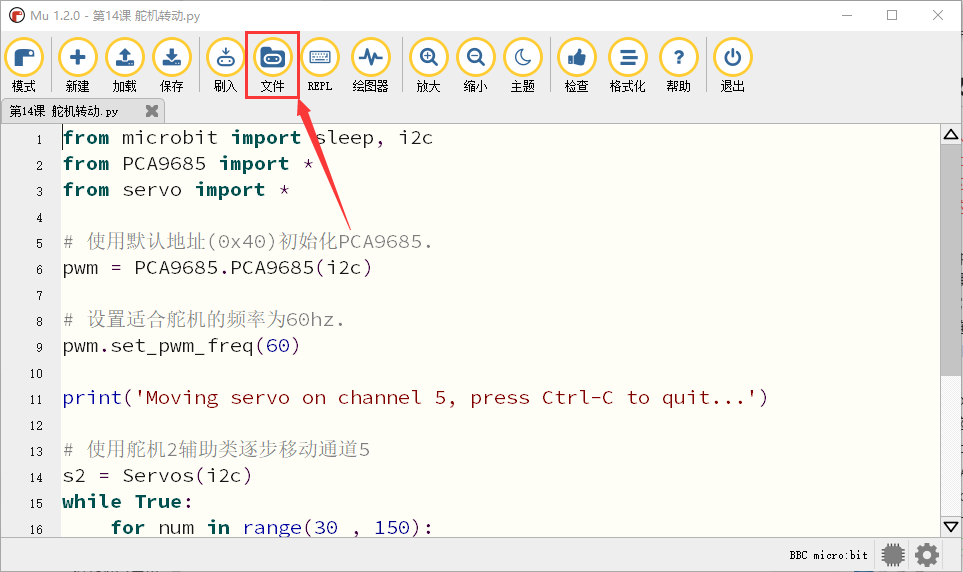 Mu 1.2.0 - 第14课 舵机转动.py
模式 新建 加载 保存 刷入 文件 REPL 绘图器 放大 缩小 主题 检查 格式化 帮助 退出
第14课 舵机转动.py
1 from microbit import sleep, i2c
2 from PCA9685 import *
3 from servo import *
4
5 # 使用默认地址(0x40)初始化PCA9685.
6 pwm = PCA9685.PCA9685(i2c)
7
8 # 设置适合舵机的频率为60hz.
9 pwm.set_pwm_freq(60)
10
11 print('Moving servo on channel 5, press Ctrl-C to quit...')
12
13 # 使用舵机2辅助类逐步移动通道5
14 s2 = Servos(i2c)
15 while True:
16 for num in range(30 , 150):
BBC micro:bit